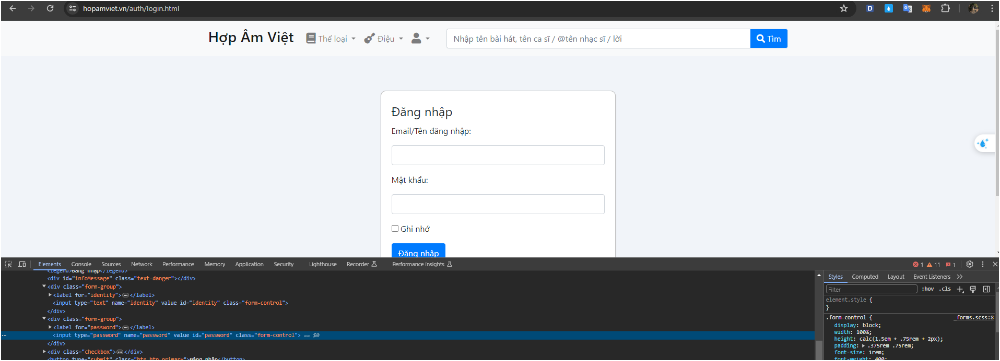 hopamviet.vn/auth/login.html
Hợp Âm Việt Thể loại Điệu Nhập tên bài hát, tên ca sĩ / @tên nhạc sĩ / lời Tìm
Đăng nhập
Email/Tên đăng nhập:
Mật khẩu:
Ghi nhớ
Đăng nhập
Elements Console Sources Network Performance Memory Application Security Lighthouse Recorder Performance insights 1 11 1
<legend>Đăng nhập</legend>
<div id="infoMessage" class="text-danger"></div>
<div class="form-group">
<label for="identity">…</label>
<input type="text" name="identity" value id="identity" class="form-control">
</div>
<div class="form-group">
<label for="password">…</label>
… <input type="password" name="password" value id="password" class="form-control"> == $0
</div>
<div class="checkbox">…</div>
<button type="submit" class="btn btn-primary">Đăng nhập</button>
Styles Computed Layout Event Listeners
Filter :hov .cls
element.style {
}
.form-control { _forms.scss:8
display: block;
width: 100%;
height: calc(1.5em + .75rem + 2px);
padding: .375rem .75rem;
font-size: 1rem;
font-weight: 400;